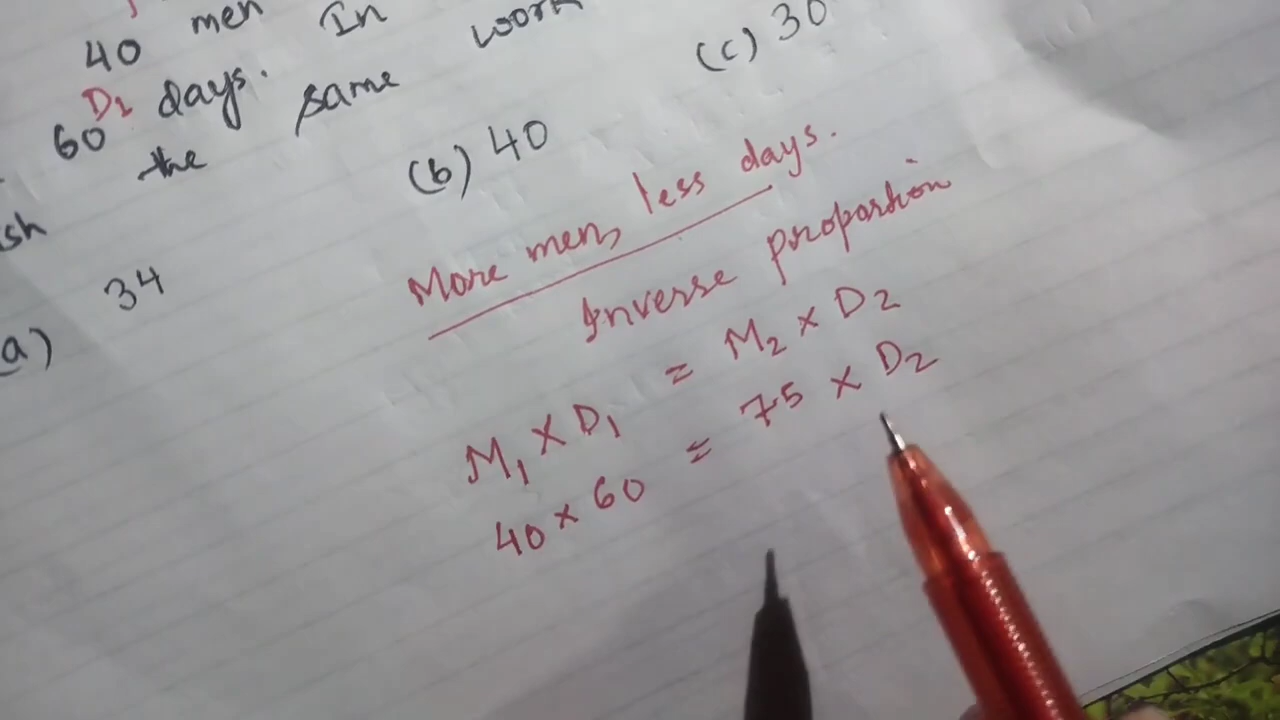 40 men
60 days. In
the same work
sh
(a) 34
(b) 40
(c) 30
D1
More men, less days.
Inverse proportion
M1 × D1 = M2 × D2
40 × 60 = 75 × D2